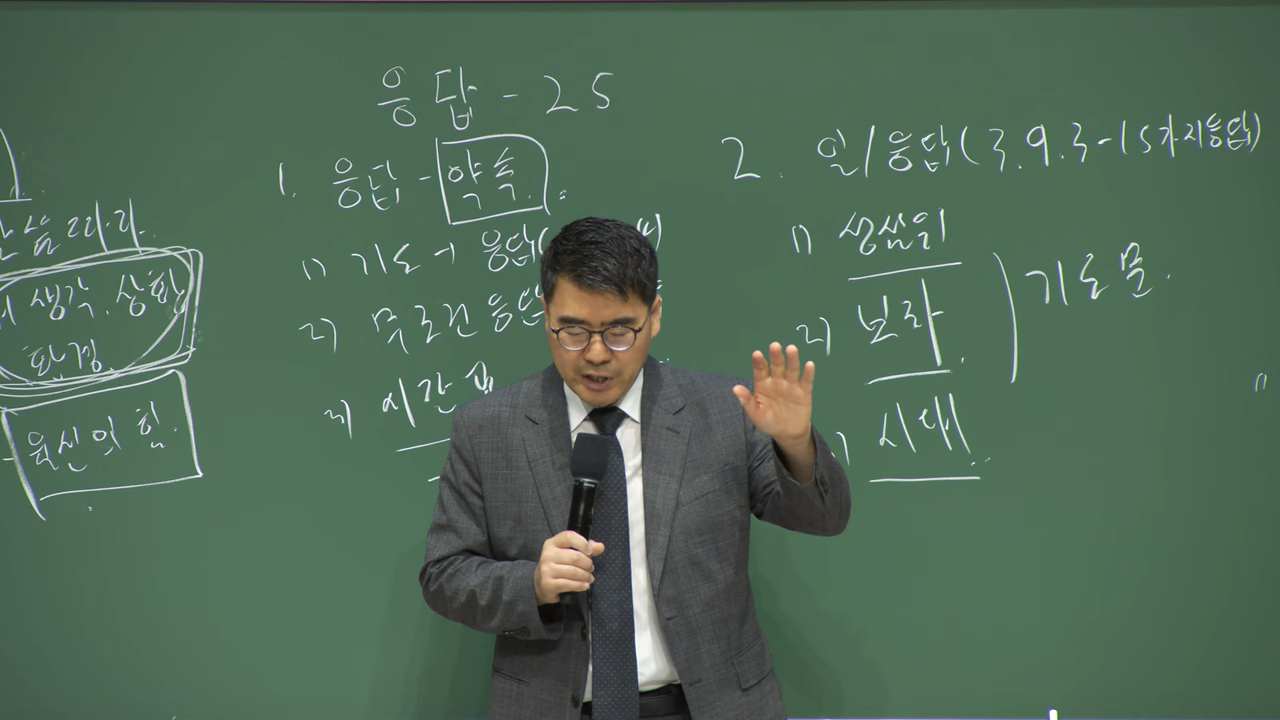 응답 - 25
삶 따라
생각. 상황
환경
육신의 힘.
1. 응답 - 약속.
1) 기도 → 응답(
2) 무조건 응답
3) 시간표
2. 일/응답 (3.9.3 - 15가지 응답)
1) 성삼위
2) 보좌.
) 시대
기도문.